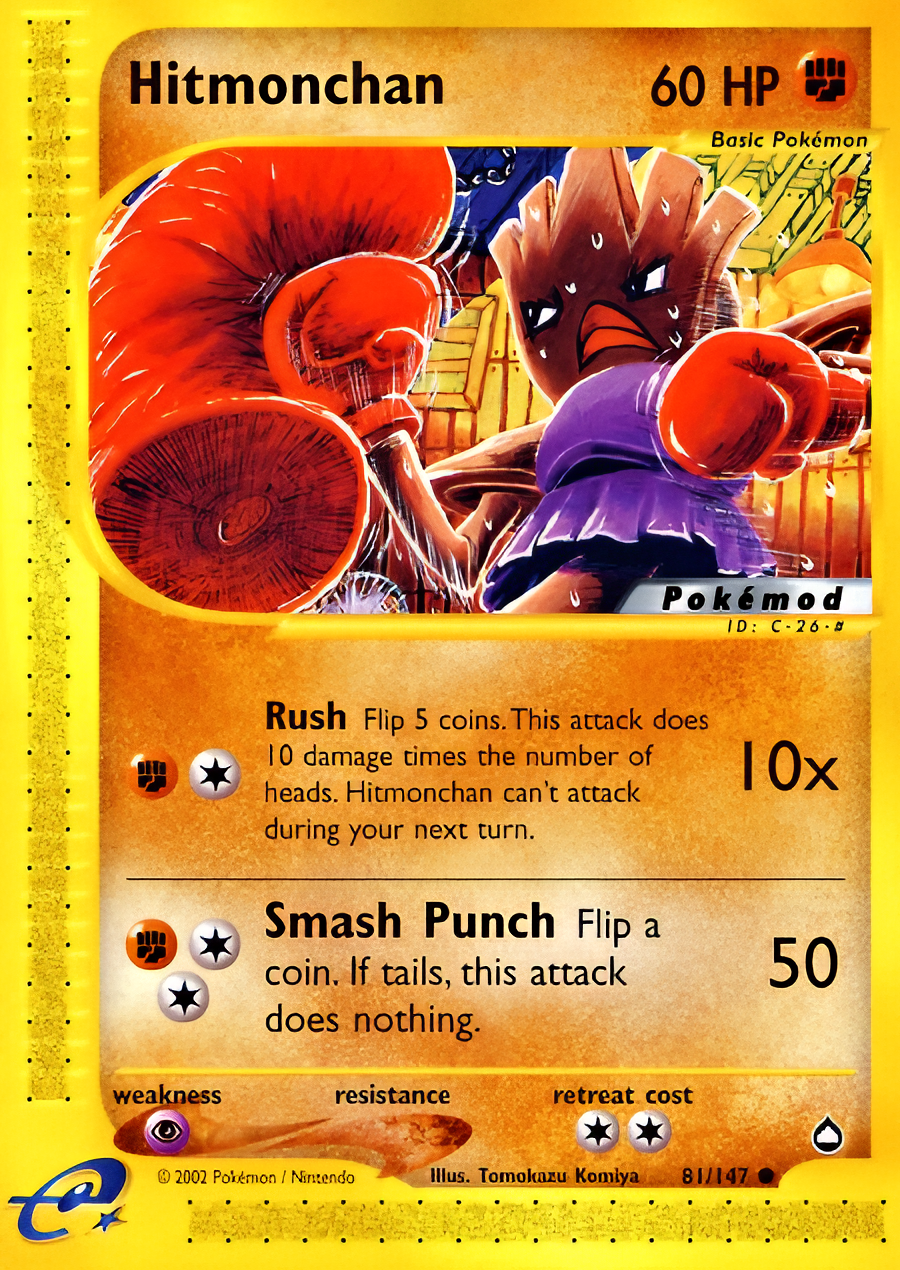 Hitmonchan 60 HP
Basic Pokémon
Pokémod
ID: C-26-#
Rush Flip 5 coins. This attack does
10 damage times the number of
heads. Hitmonchan can't attack
during your next turn.
10x
Smash Punch Flip a
coin. If tails, this attack
does nothing.
50
weakness resistance retreat cost
© 2002 Pokémon / Nintendo Illus. Tomokazu Komiya 81/147